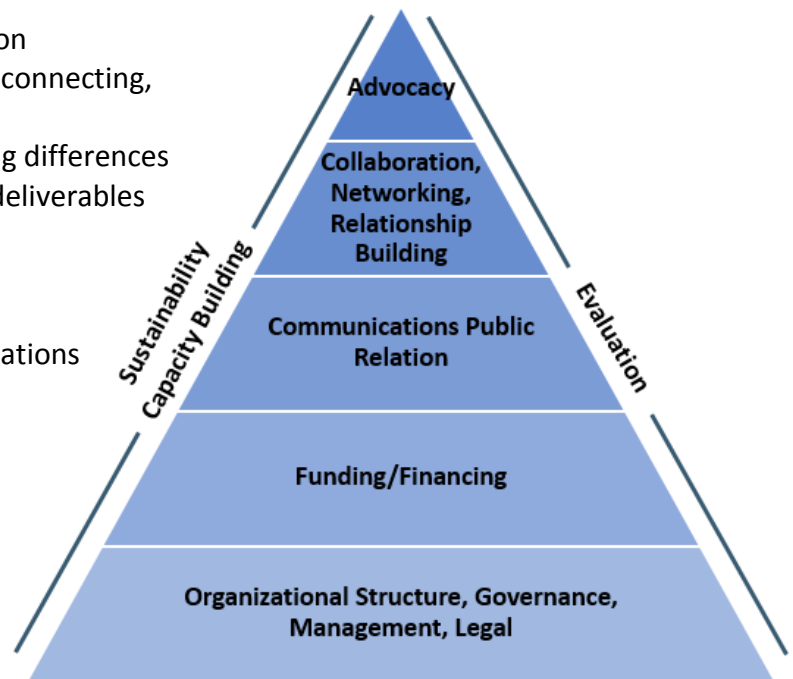 on
connecting,
g differences
deliverables
ations
Advocacy
Collaboration,
Networking,
Relationship
Building
Communications Public
Relation
Funding/Financing
Organizational Structure, Governance,
Management, Legal
Sustainability
Capacity Building
Evaluation